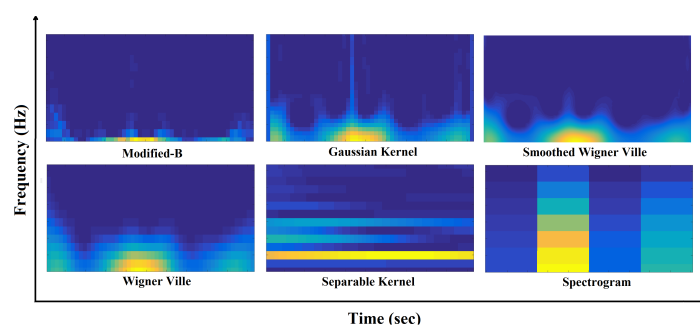 Frequency (Hz)
Modified-B
Gaussian Kernel
Smoothed Wigner Ville
Wigner Ville
Separable Kernel
Spectrogram
Time (sec)